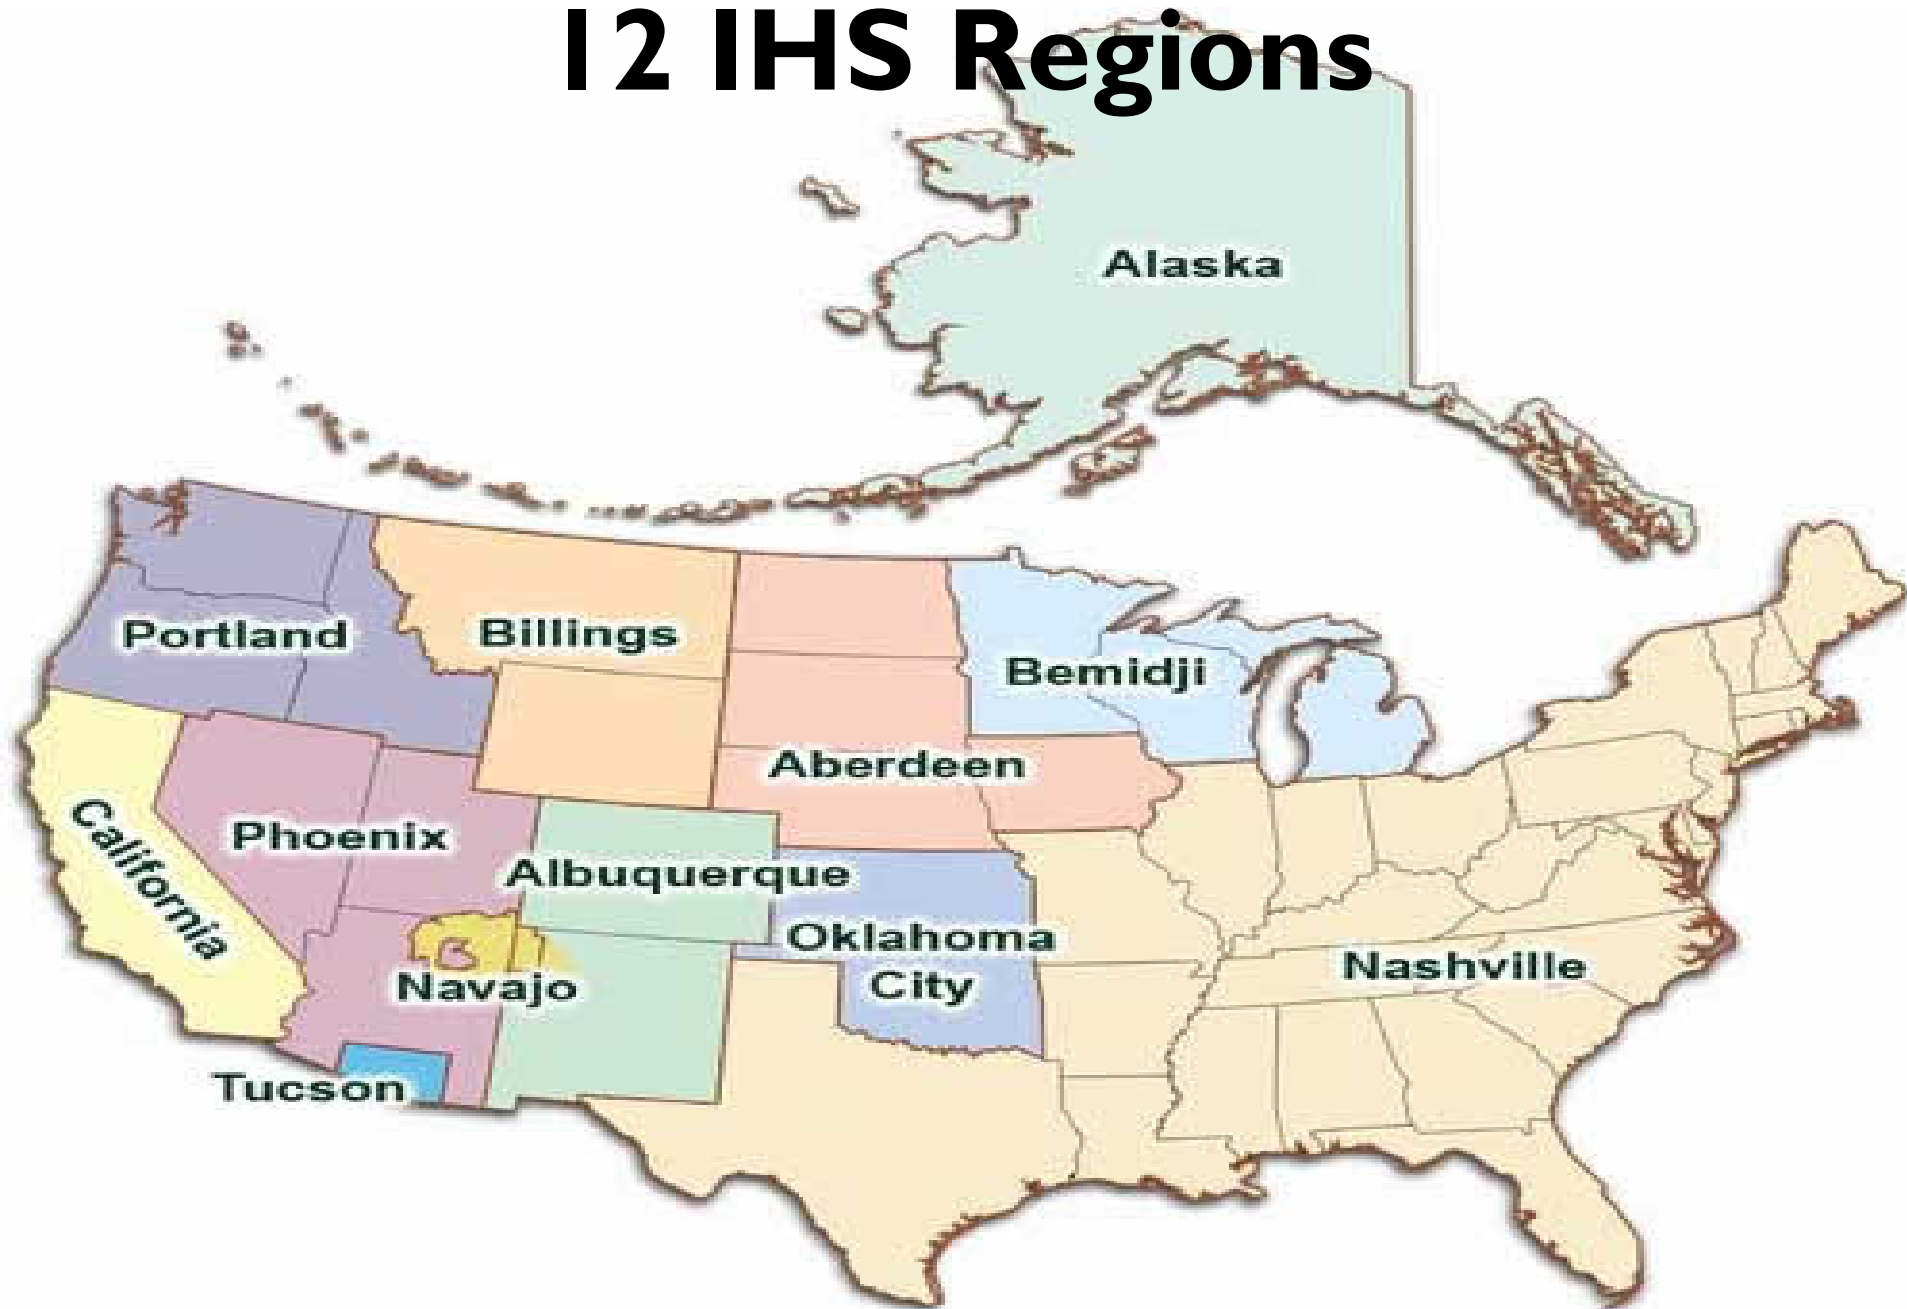 12 IHS Regions
Alaska
Portland
Billings
Bemidji
Aberdeen
California
Phoenix
Albuquerque
Oklahoma
City
Nashville
Navajo
Tucson